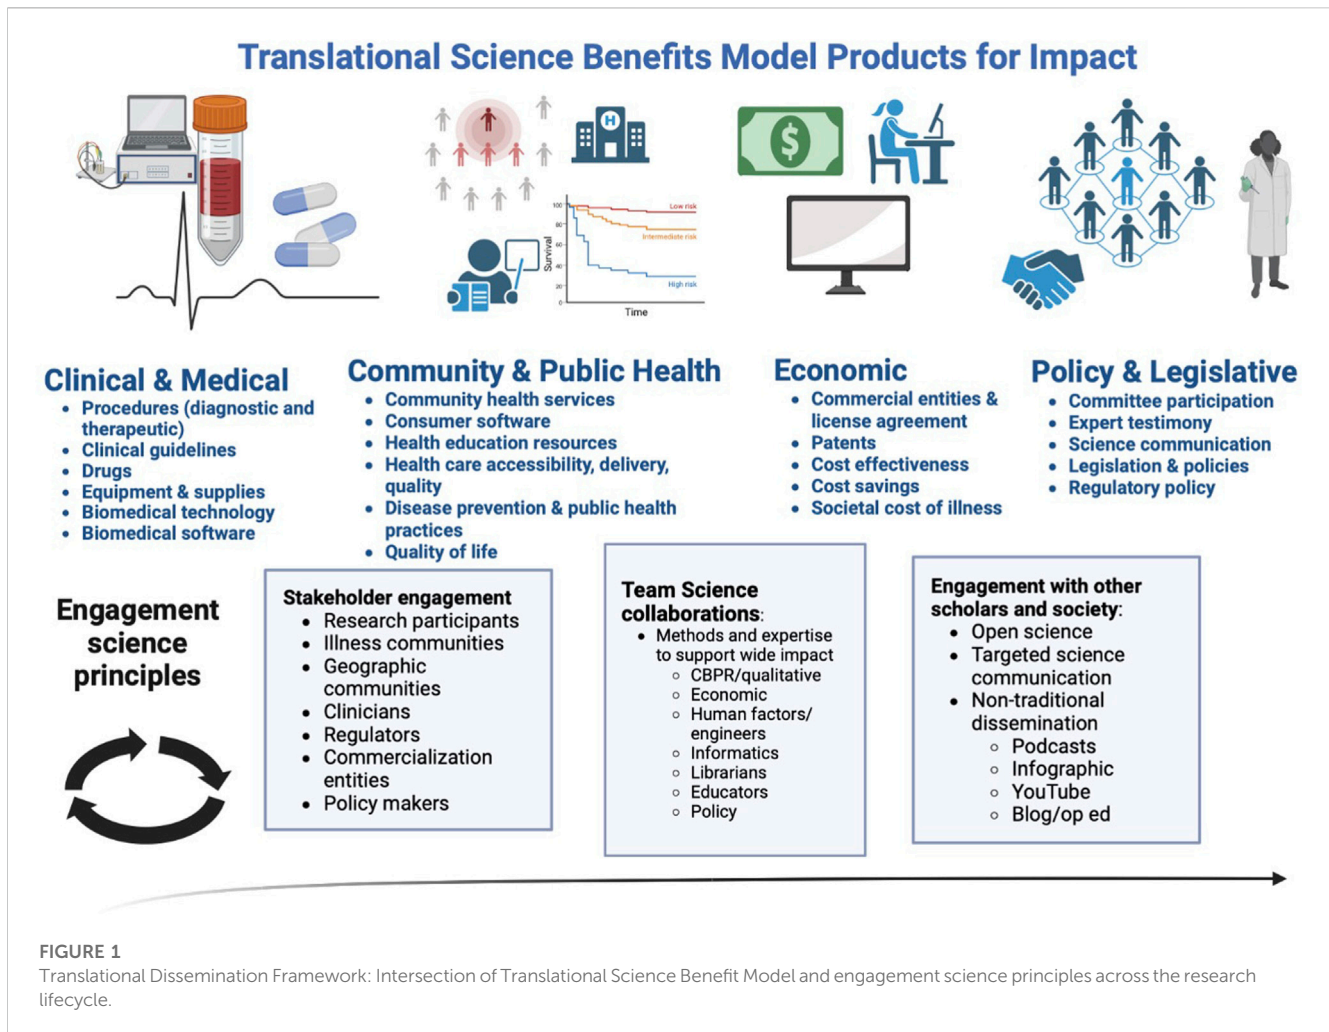 Translational Science Benefits Model Products for Impact
H
$
100
80
60
40
20
0
Survival
Time
Low risk
Intermediate risk
High risk
Clinical & Medical
• Procedures (diagnostic and
therapeutic)
• Clinical guidelines
• Drugs
• Equipment & supplies
• Biomedical technology
• Biomedical software
Community & Public Health
• Community health services
• Consumer software
• Health education resources
• Health care accessibility, delivery,
quality
• Disease prevention & public health
practices
• Quality of life
Economic
• Commercial entities &
license agreement
• Patents
• Cost effectiveness
• Cost savings
• Societal cost of illness
Policy & Legislative
• Committee participation
• Expert testimony
• Science communication
• Legislation & policies
• Regulatory policy
Engagement
science
principles
Stakeholder engagement
• Research participants
• Illness communities
• Geographic
communities
• Clinicians
• Regulators
• Commercialization
entities
• Policy makers
Team Science
collaborations:
• Methods and expertise
to support wide impact
○ CBPR/qualitative
○ Economic
○ Human factors/
engineers
○ Informatics
○ Librarians
○ Educators
○ Policy
Engagement with other
scholars and society:
• Open science
• Targeted science
communication
• Non-traditional
dissemination
○ Podcasts
○ Infographic
○ YouTube
○ Blog/op ed
FIGURE 1
Translational Dissemination Framework: Intersection of Translational Science Benefit Model and engagement science principles across the research
lifecycle.